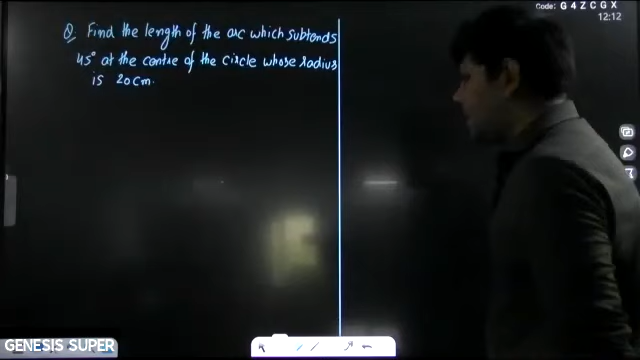 Code: G4ZCGX
12:12
Q. Find the length of the arc which subtends
45° at the centre of the circle whose radius
is 20cm.
GENESIS SUPER